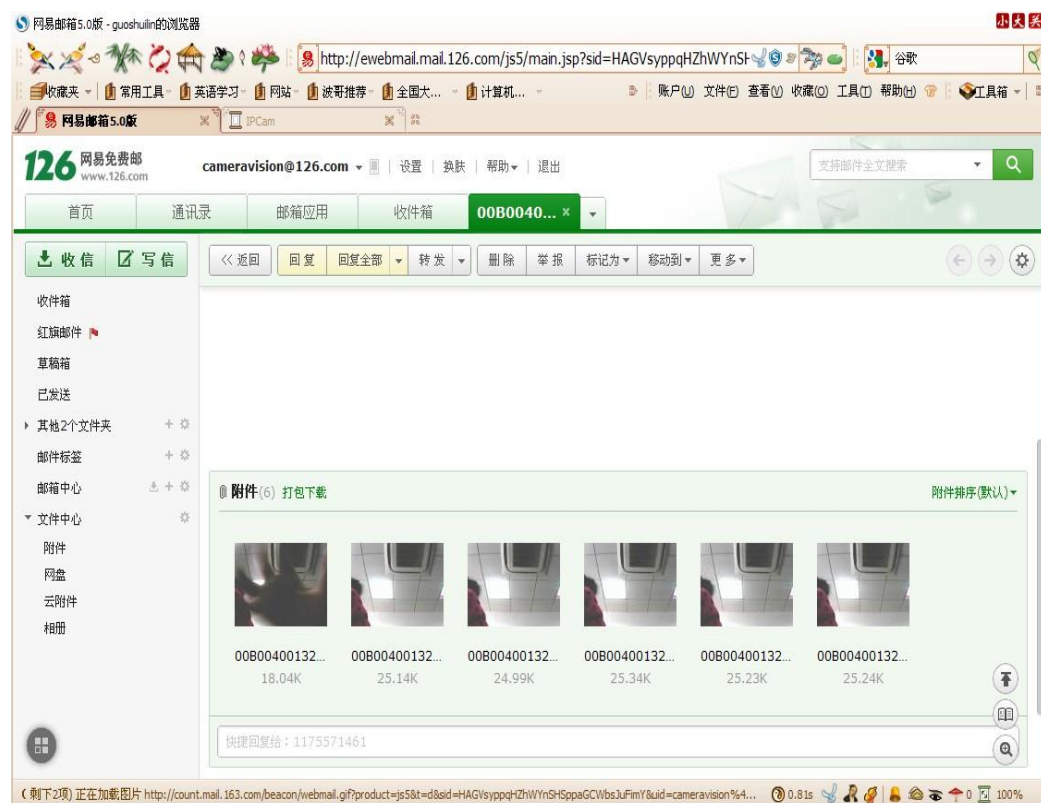 网易邮箱5.0版 - guoshuilin的浏览器
小 大 关
http://ewebmail.mail.126.com/js5/main.jsp?sid=HAGVsyppqHZhWYnSH
谷歌
收藏夹 常用工具 英语学习 网站 波哥推荐 全国大... 计算机... 账户(U) 文件(F) 查看(V) 收藏(O) 工具(T) 帮助(H) 工具箱
网易邮箱5.0版 IPCam
126 网易免费邮
www.126.com
cameravision@126.com 设置 | 换肤 | 帮助 | 退出
支持邮件全文搜索
首页 通讯录 邮箱应用 收件箱 00B0040... ×
收信 写信 << 返回 回复 回复全部 转发 删除 举报 标记为 移动到 更多
收件箱
红旗邮件
草稿箱
已发送
其他2个文件夹
邮件标签
邮箱中心
文件中心
附件
网盘
云附件
相册
附件(6) 打包下载 附件排序(默认)
00B00400132... 00B00400132... 00B00400132... 00B00400132... 00B00400132... 00B00400132...
18.04K 25.14K 24.99K 25.34K 25.23K 25.24K
快捷回复给：1175571461
(剩下2项) 正在加载图片 http://count.mail.163.com/beacon/webmail.gif?product=js5&t=d&sid=HAGVsyppqHZhWYnSHSppaGCWbsJuFimY&uid=cameravision%4... 0.81s 0 100%